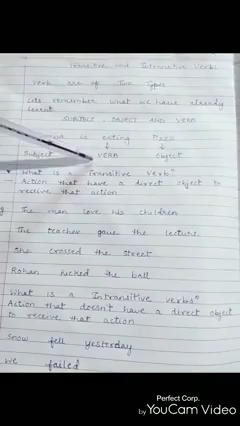 Transitive and Intransitive Verbs
Verb are of Two Types
Lets remember what we have already
learnt
SUBJECT, OBJECT AND VERB
is eating
Subject VERB Object
What is a Transitive verb"
Action that have a direct object to
receive that action
The man love his children
The teacher gave the lecture
She crossed the street
Rohan kicked the ball
What is a Intransitive verbs"
Action that doesn't have a direct object
to receive that action
Snow fell yesterday
We failed
Perfect Corp.
by YouCam Video